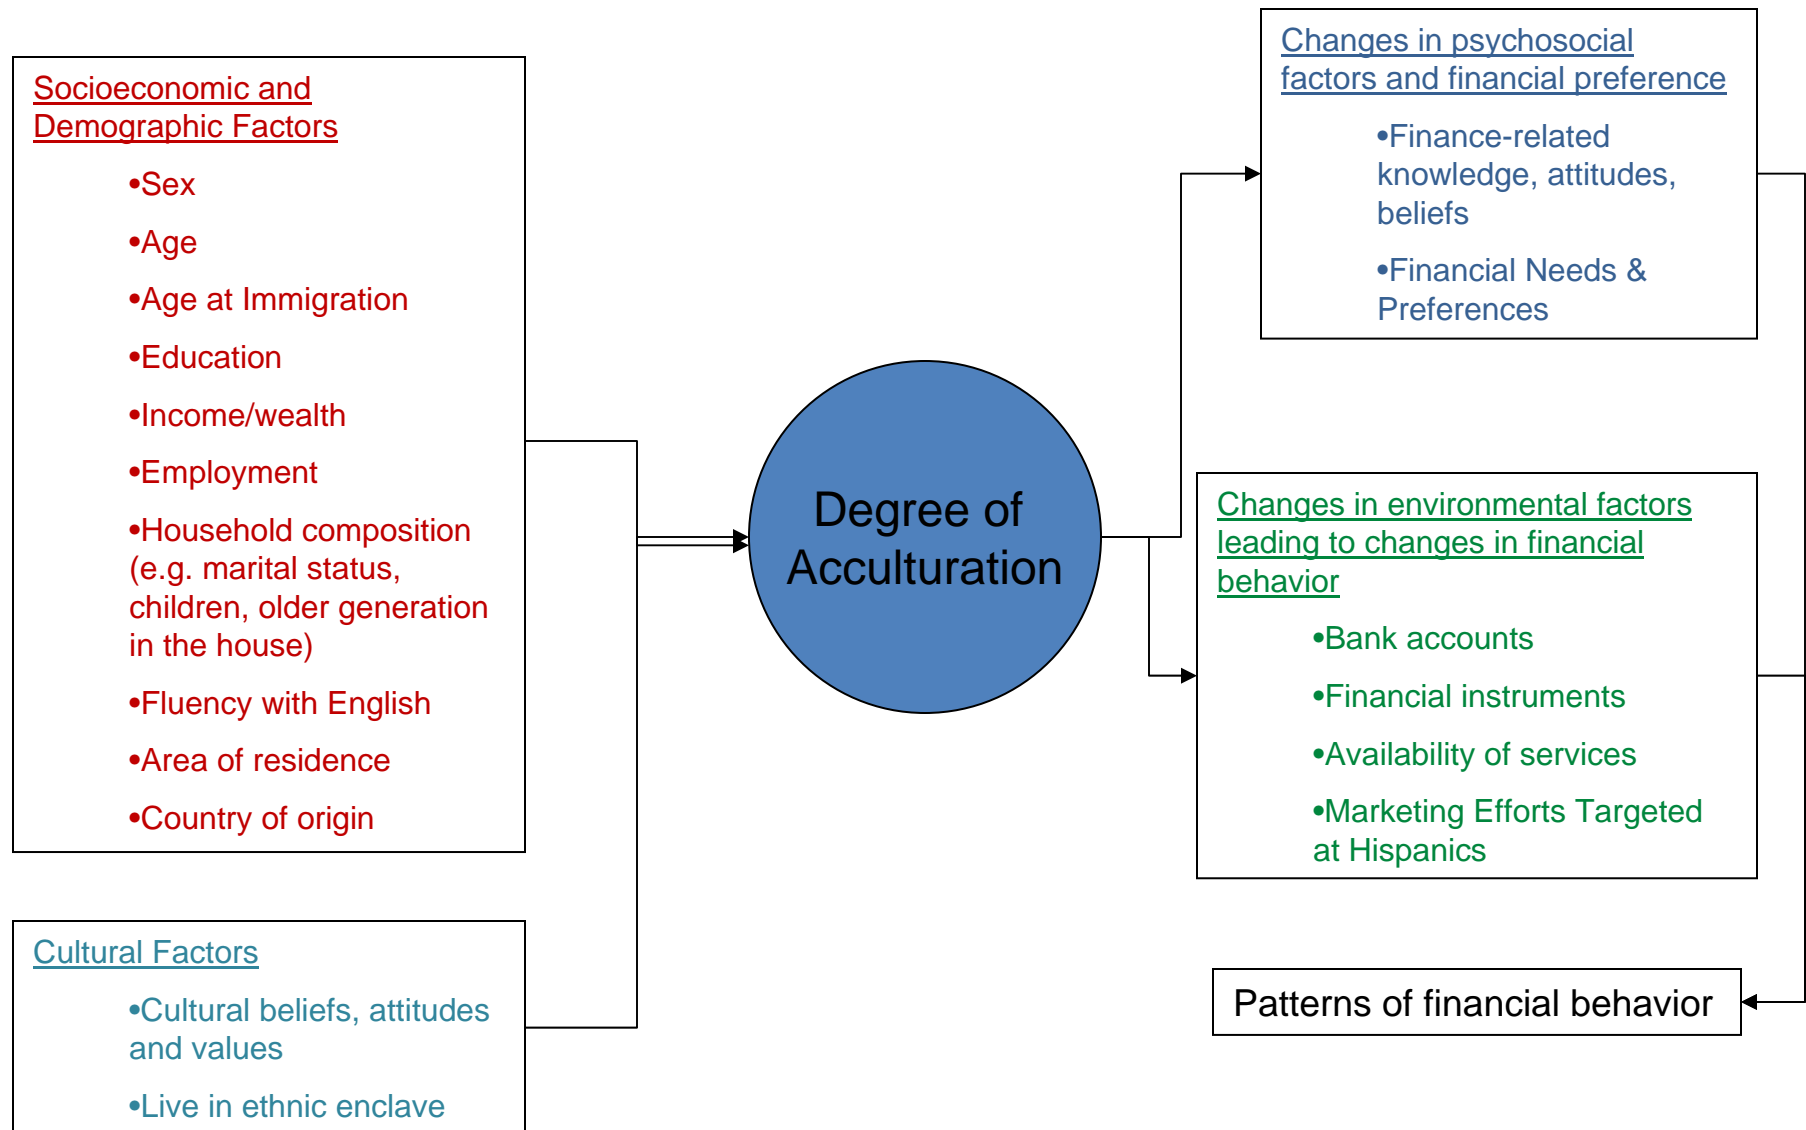 Socioeconomic and
Demographic Factors
•Sex
•Age
•Age at Immigration
•Education
•Income/wealth
•Employment
•Household composition
(e.g. marital status,
children, older generation
in the house)
•Fluency with English
•Area of residence
•Country of origin
Cultural Factors
•Cultural beliefs, attitudes
and values
•Live in ethnic enclave
Degree of
Acculturation
Changes in psychosocial
factors and financial preference
•Finance-related
knowledge, attitudes,
beliefs
•Financial Needs &
Preferences
Changes in environmental factors
leading to changes in financial
behavior
•Bank accounts
•Financial instruments
•Availability of services
•Marketing Efforts Targeted
at Hispanics
Patterns of financial behavior